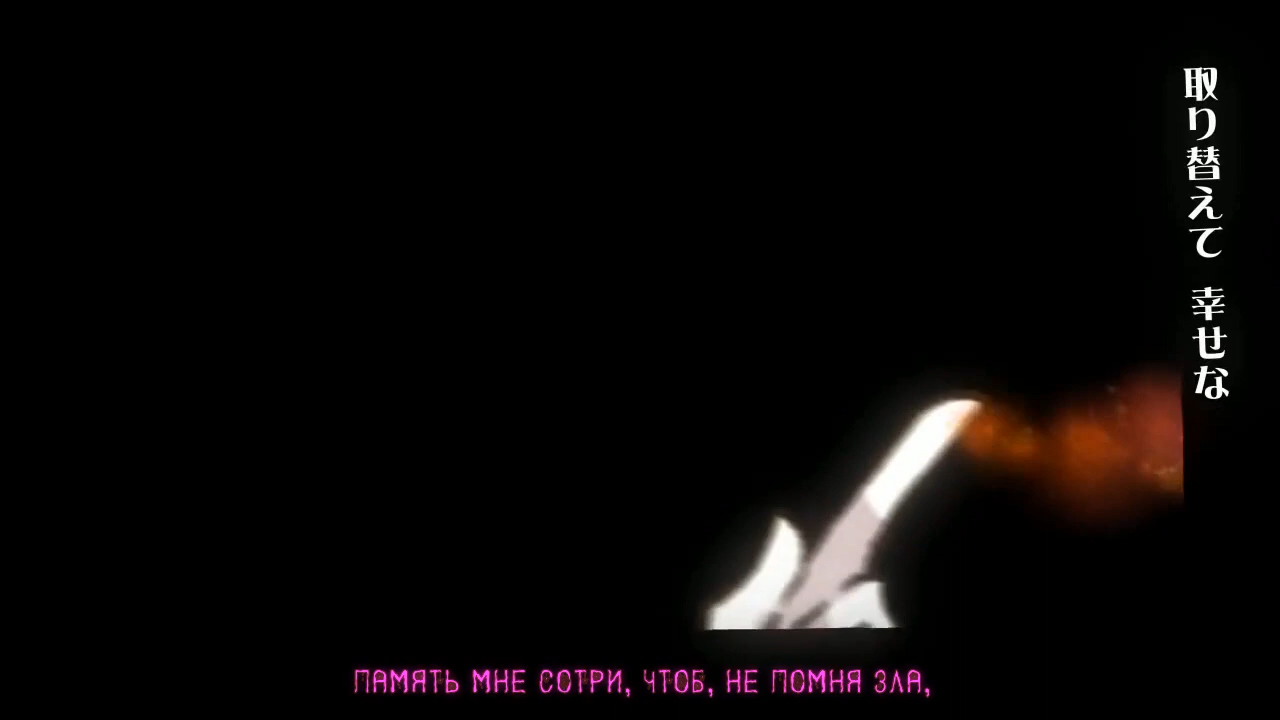 取り替えて 幸せな
ПАМЯТЬ МНЕ СОТРИ, ЧТОБ, НЕ ПОМНЯ ЗЛА,